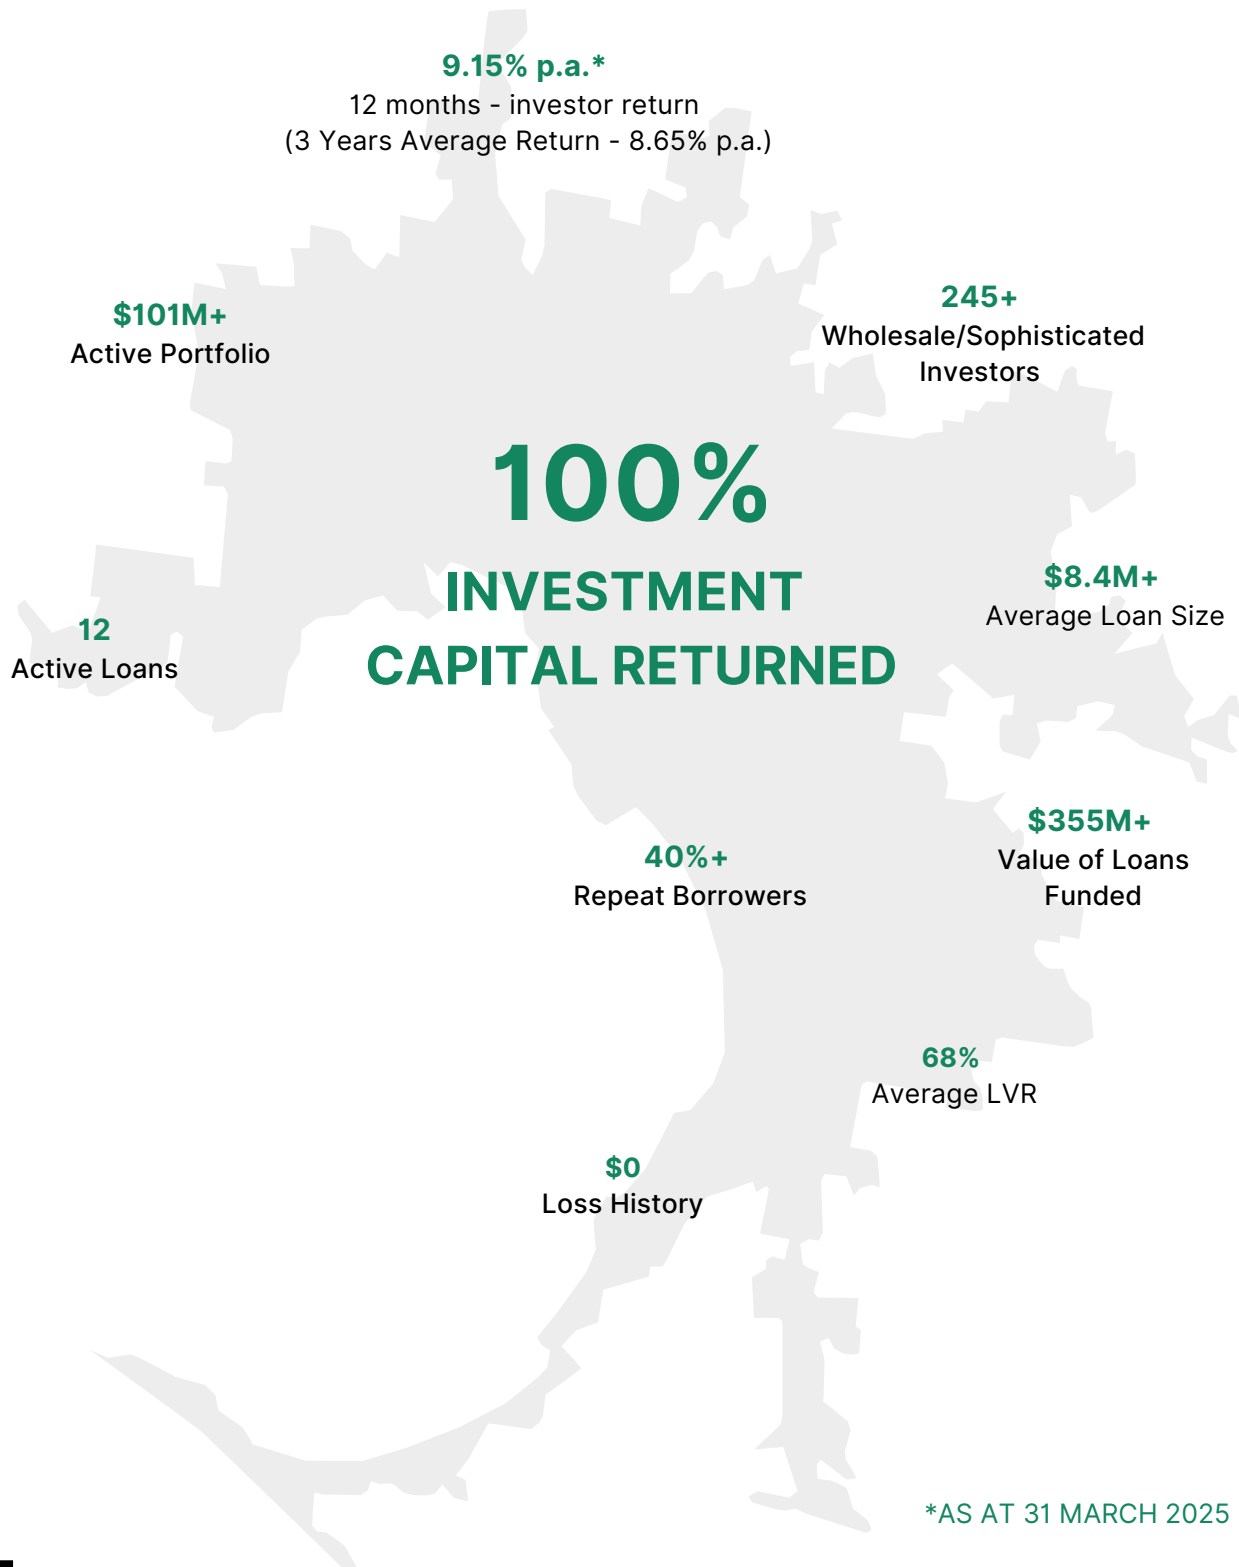 9.15% p.a.*
12 months - investor return
(3 Years Average Return - 8.65% p.a.)
$101M+
Active Portfolio
245+
Wholesale/Sophisticated
Investors
100%
INVESTMENT
CAPITAL RETURNED
$8.4M+
Average Loan Size
12
Active Loans
$355M+
Value of Loans
Funded
40%+
Repeat Borrowers
68%
Average LVR
$0
Loss History
*AS AT 31 MARCH 2025